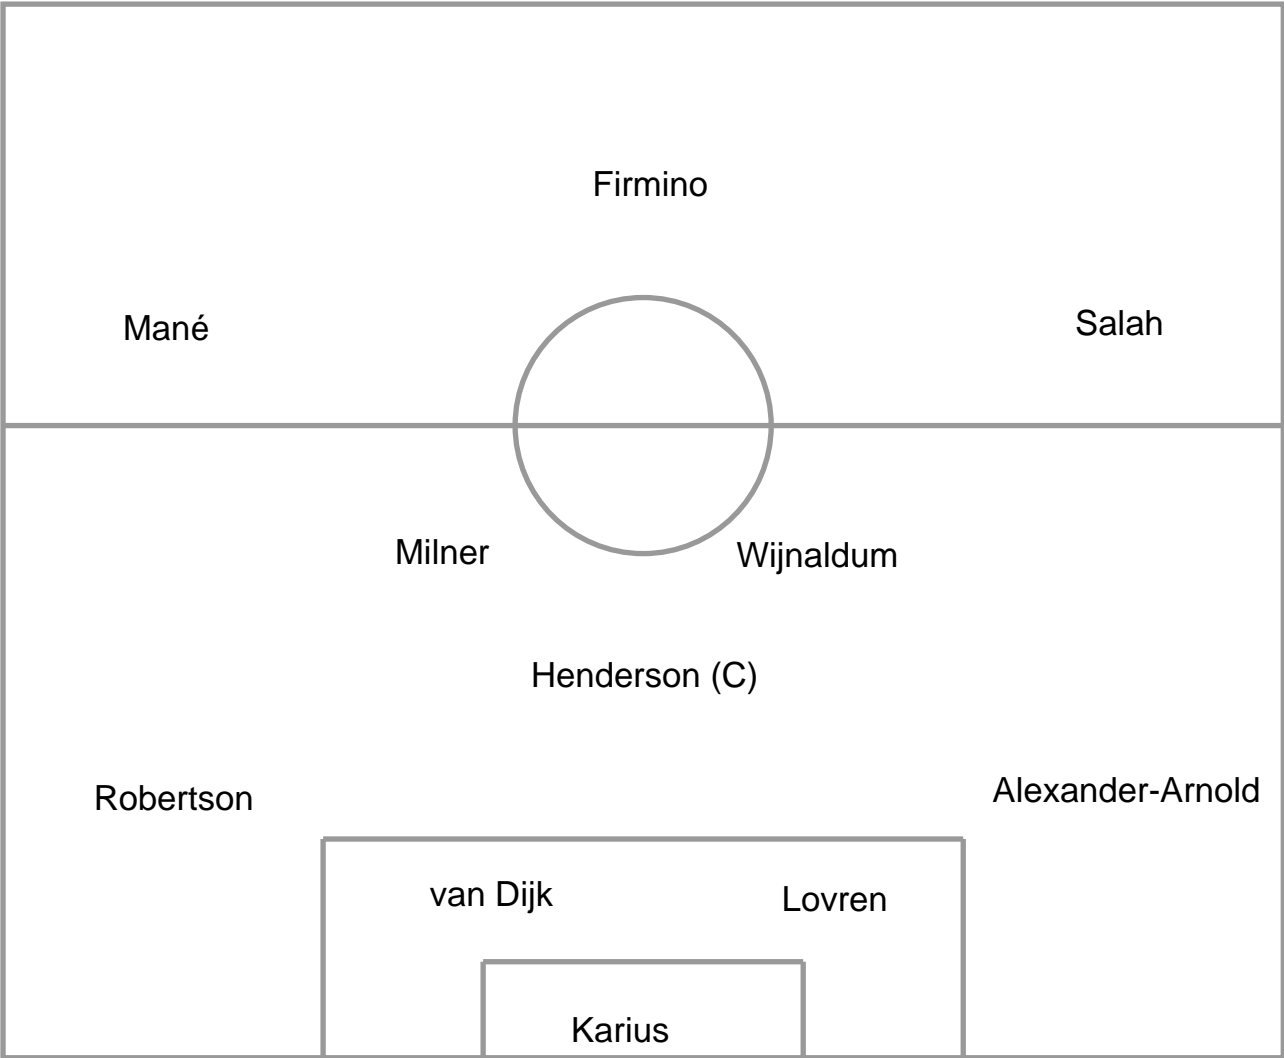 Firmino
Mané
Salah
Milner
Wijnaldum
Henderson (C)
Robertson
Alexander-Arnold
van Dijk
Lovren
Karius